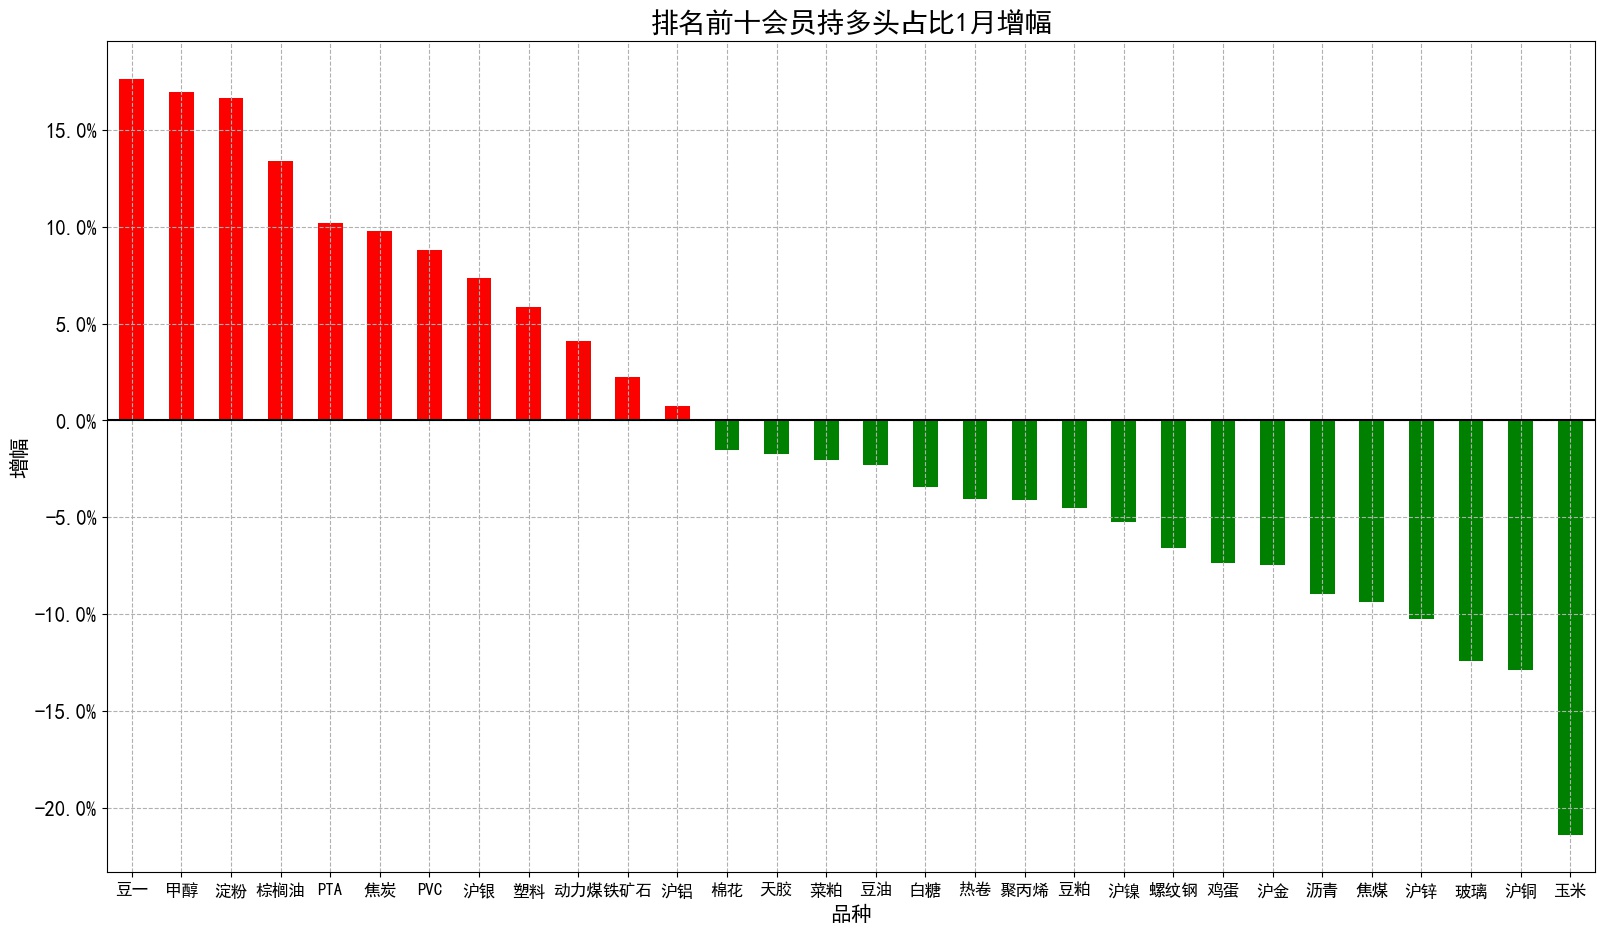 排名前十会员持多头占比1月增幅
15.0%
10.0%
5.0%
0.0%
−5.0%
−10.0%
−15.0%
−20.0%
增幅
豆一 甲醇 淀粉 棕榈油 PTA 焦炭 PVC 沪银 塑料 动力煤 铁矿石 沪铝 棉花 天胶 菜粕 豆油 白糖 热卷 聚丙烯 豆粕 沪镍 螺纹钢 鸡蛋 沪金 沥青 焦煤 沪锌 玻璃 沪铜 玉米
品种